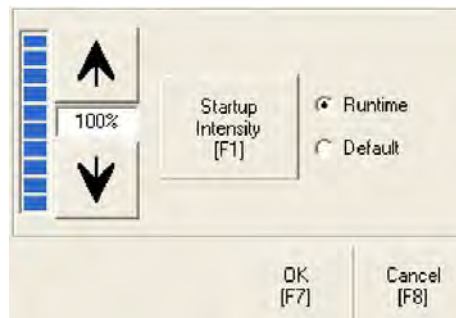 100%
Startup
Intensity
[F1]
Runtime
Default
OK
[F7]
Cancel
[F8]